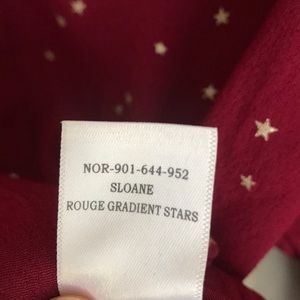 NOR-901-644-952
SLOANE
ROUGE GRADIENT STARS